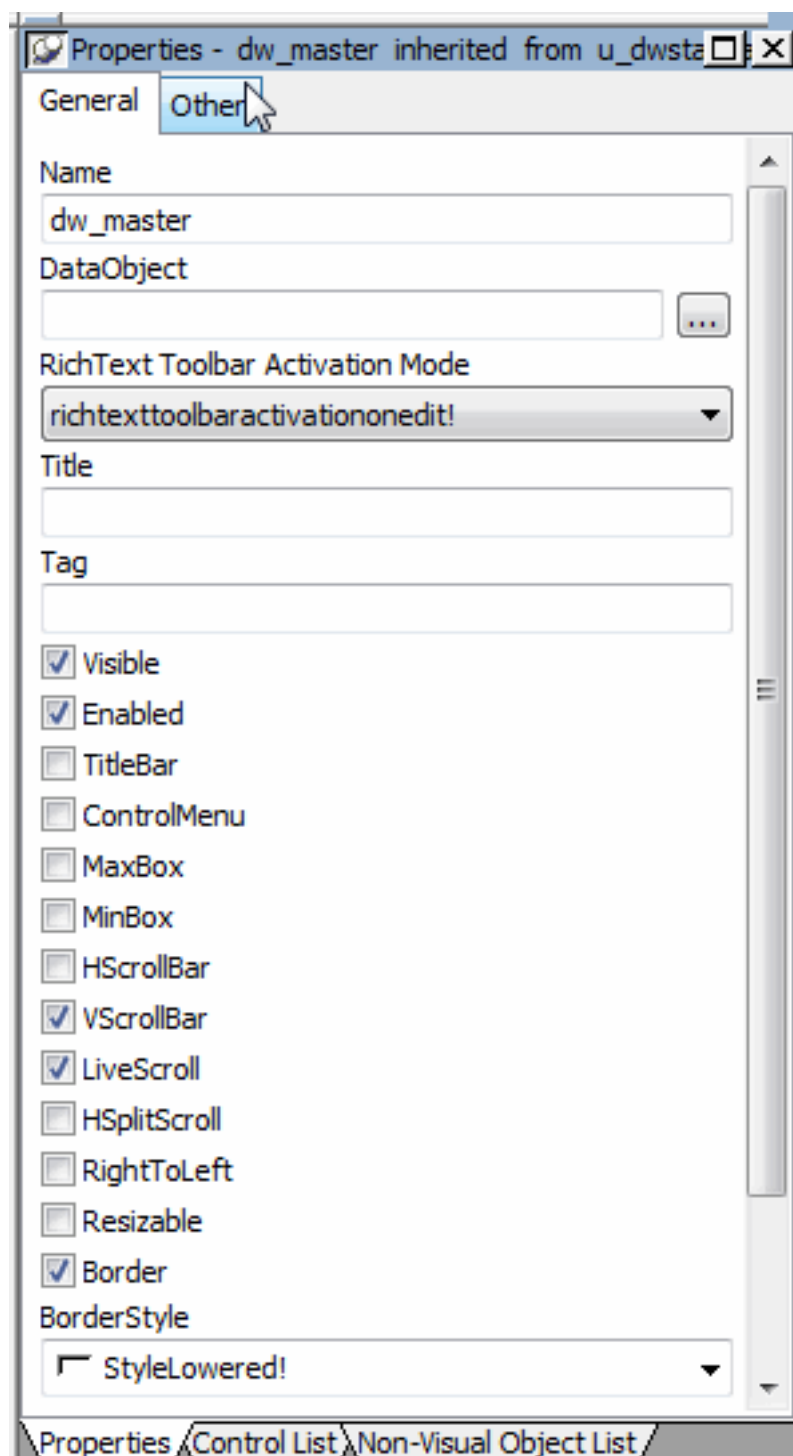 Properties - dw_master inherited from u_dwsta
General Other
Name
dw_master
DataObject
...
RichText Toolbar Activation Mode
richtexttoolbaractivationonedit!
Title
Tag
Visible
Enabled
TitleBar
ControlMenu
MaxBox
MinBox
HScrollBar
VScrollBar
LiveScroll
HSplitScroll
RightToLeft
Resizable
Border
BorderStyle
StyleLowered!
Properties Control List Non-Visual Object List